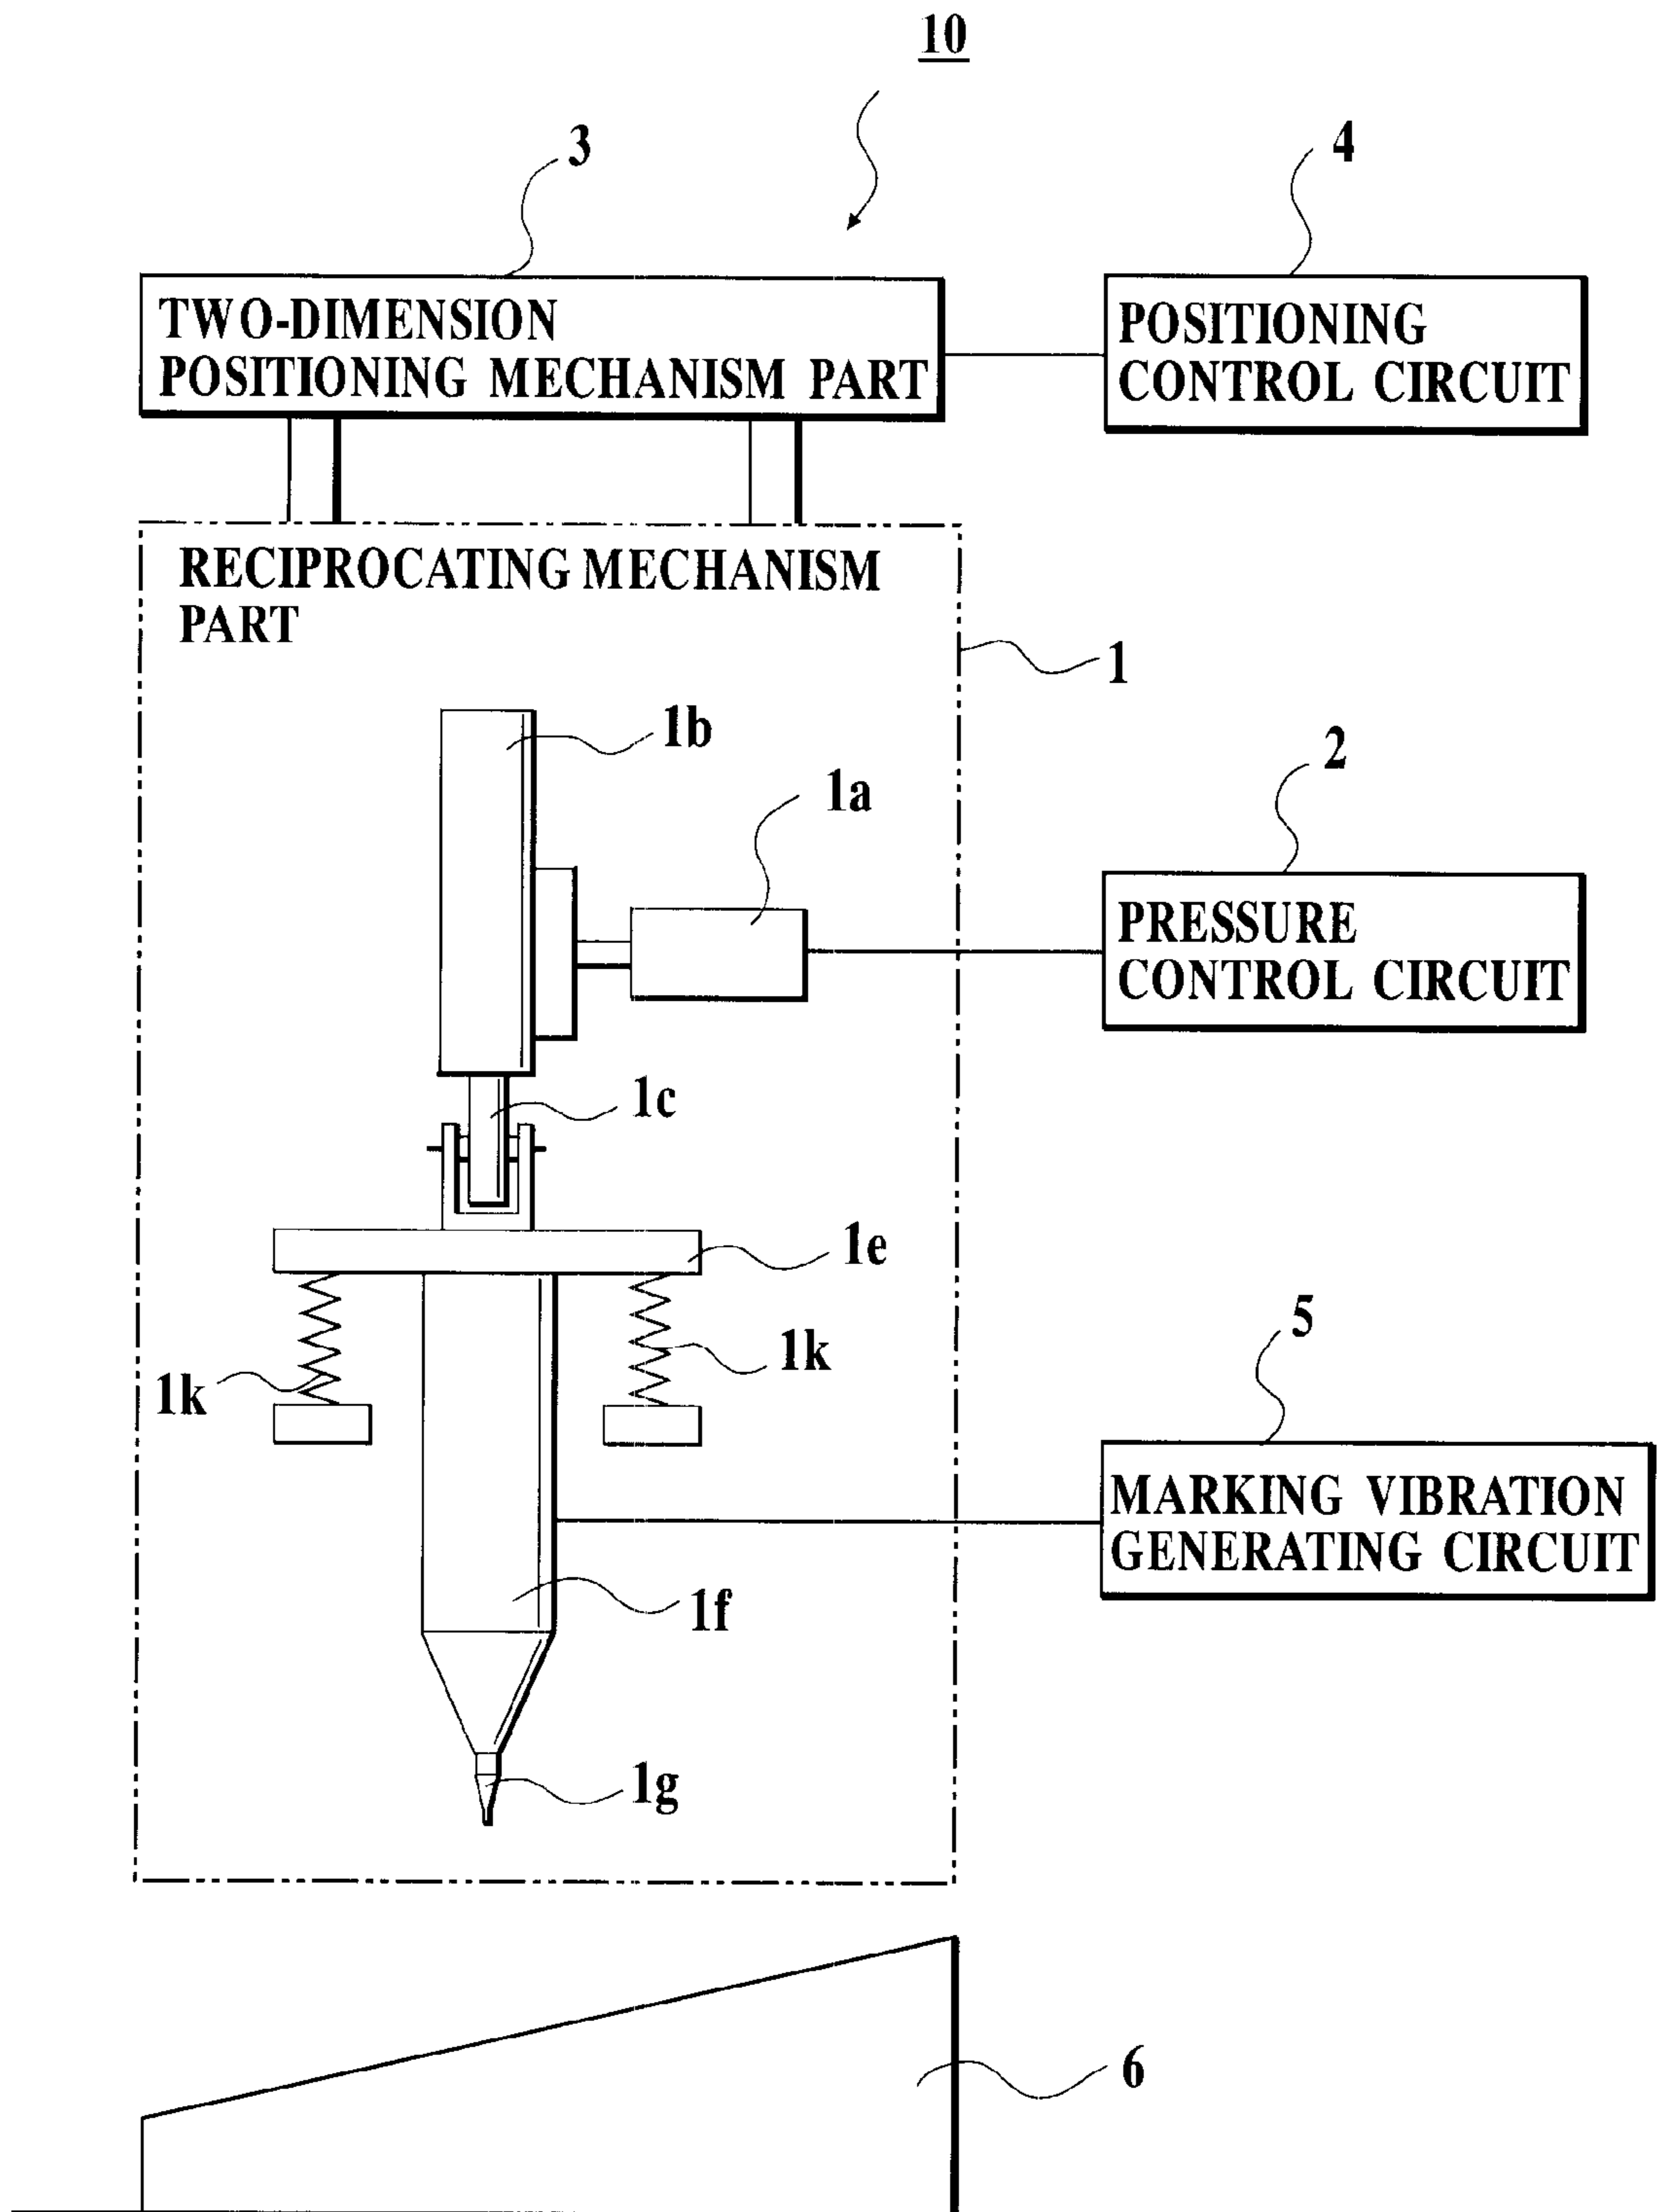 10
3
4
TWO-DIMENSION
POSITIONING MECHANISM PART
POSITIONING
CONTROL CIRCUIT
RECIPROCATING MECHANISM
PART
1
1b
1a
2
PRESSURE
CONTROL CIRCUIT
1c
1e
1k
1k
5
MARKING VIBRATION
GENERATING CIRCUIT
1f
1g
6